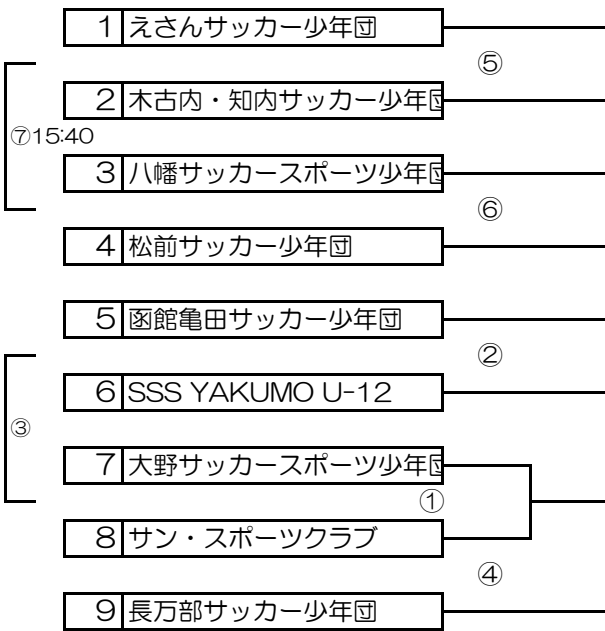 1 えさんサッカー少年団
⑤
2 木古内・知内サッカー少年団
⑦15:40
3 八幡サッカースポーツ少年団
⑥
4 松前サッカー少年団
5 函館亀田サッカー少年団
②
6 SSS YAKUMO U-12
③
7 大野サッカースポーツ少年団
①
8 サン・スポーツクラブ
④
9 長万部サッカー少年団